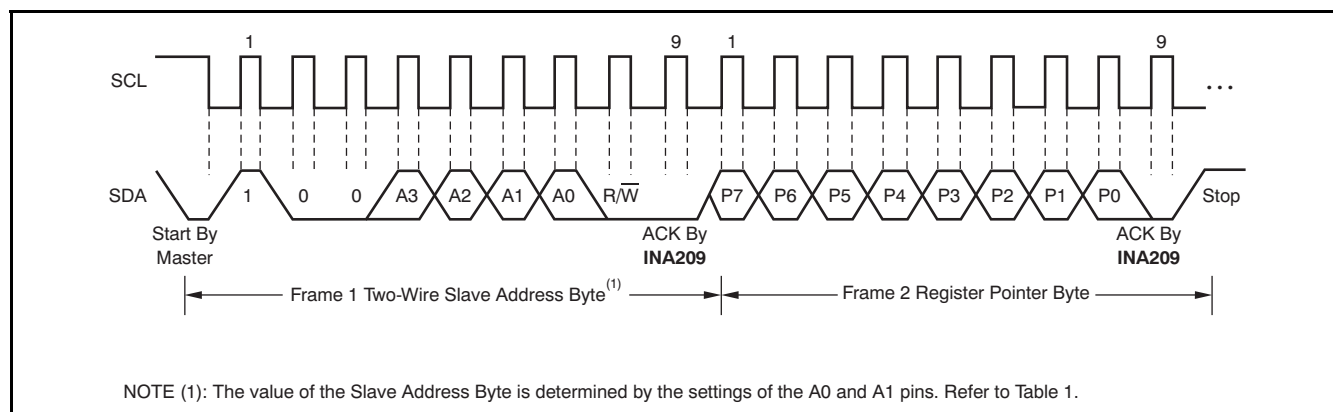 1 9 1 9
SCL ...
SDA 1 0 0 A3 A2 A1 A0 R/W̅ P7 P6 P5 P4 P3 P2 P1 P0 Stop
Start By
Master
ACK By
INA209
ACK By
INA209
Frame 1 Two-Wire Slave Address Byte(1)
Frame 2 Register Pointer Byte
NOTE (1): The value of the Slave Address Byte is determined by the settings of the A0 and A1 pins. Refer to Table 1.